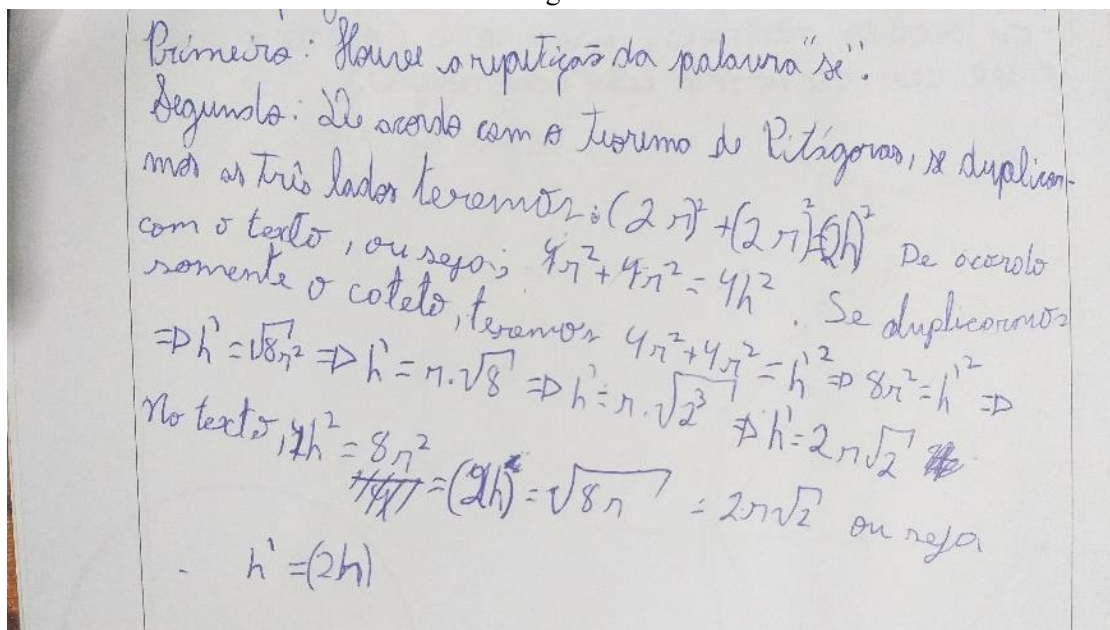 Primeiro: Houve a repetição da palavra "se".
Segundo: De acordo com o teorema de Pitágoras, se duplicar-
mos os três lados teremos: (2r)² + (2r)² = (2h)² De acordo
com o texto, ou seja; 4r² + 4r² = 4h². Se duplicarmos
somente o cateto, teremos 4r² + 4r² = h'² ⇒ 8r² = h'² ⇒
⇒ h' = √8r² ⇒ h' = r.√8 ⇒ h' = r.√2³ ⇒ h' = 2r√2
No texto, 4h² = 8r²
= (2h) = √8r = 2r√2 ou seja
h' = (2h)